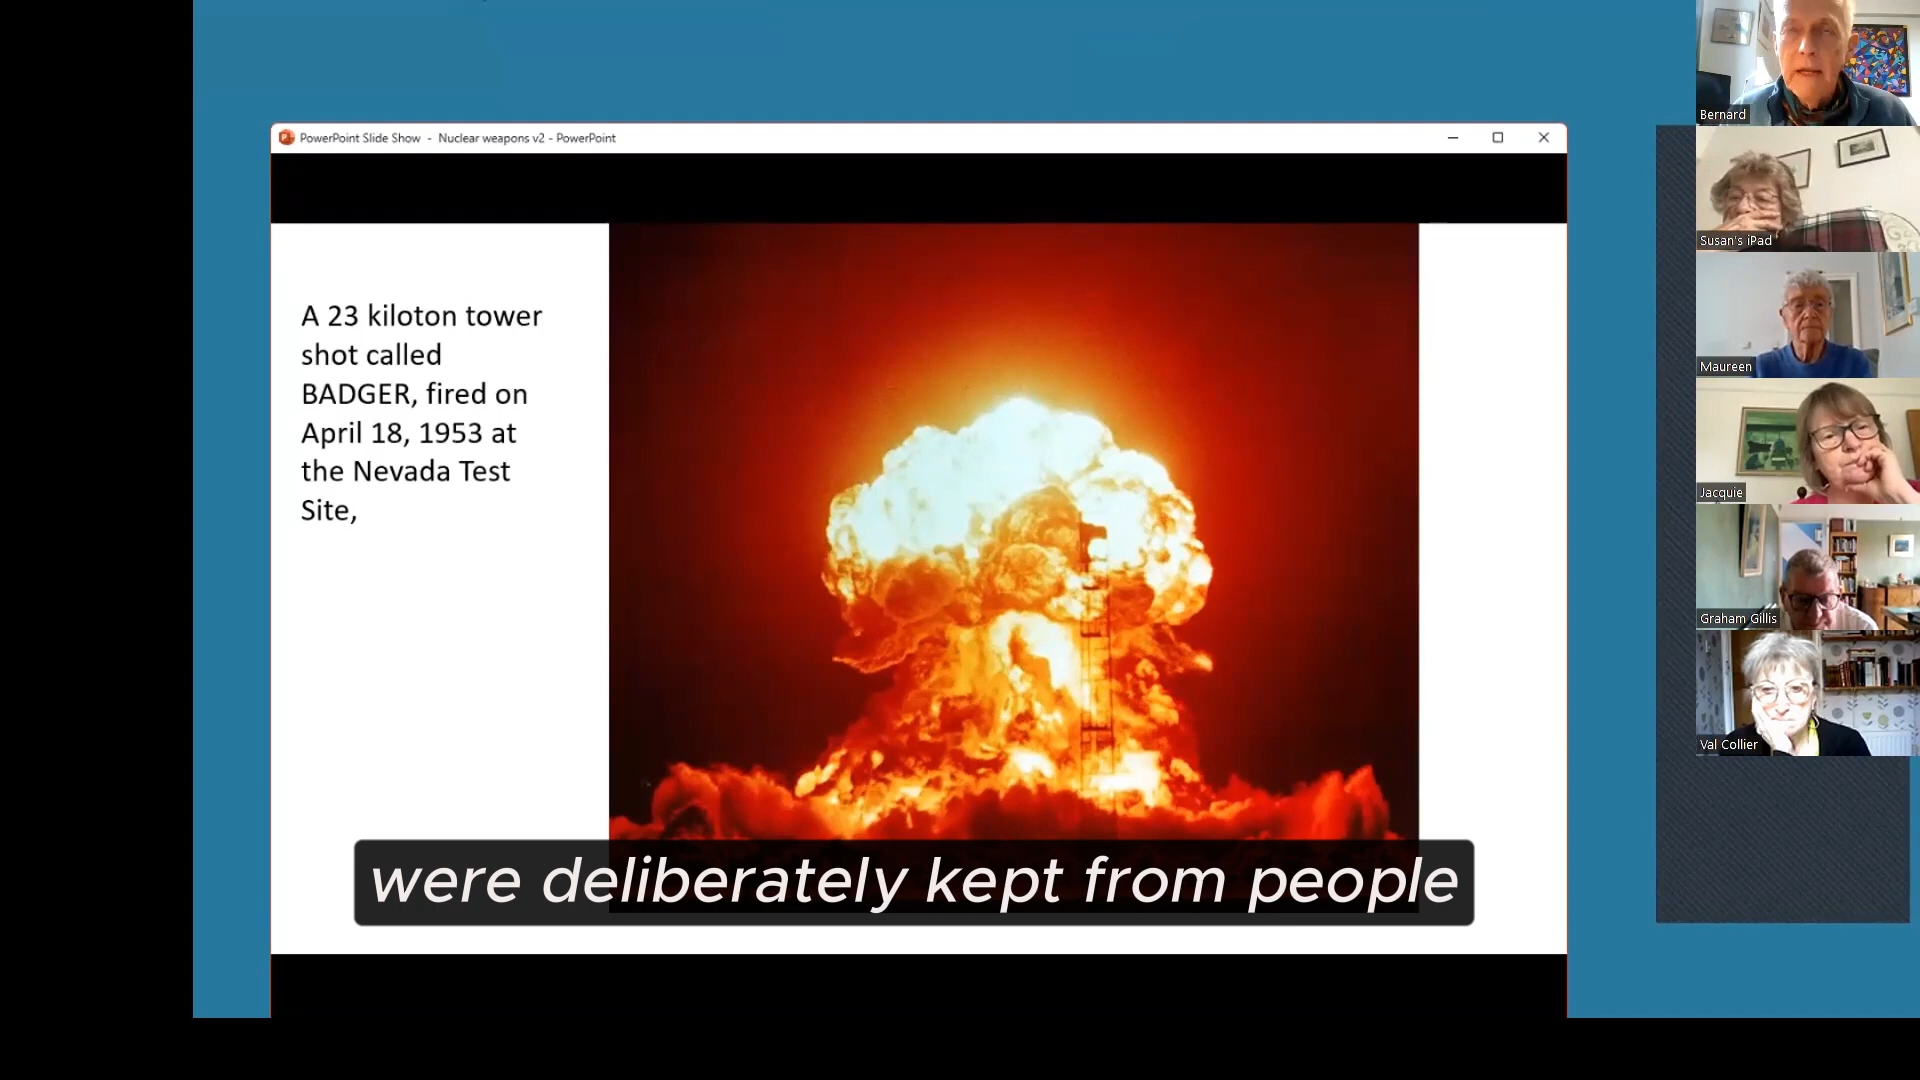 PowerPoint Slide Show - Nuclear weapons v2 - PowerPoint
A 23 kiloton tower
shot called
BADGER, fired on
April 18, 1953 at
the Nevada Test
Site,
were deliberately kept from people
Bernard
Susan's iPad
Maureen
Jacquie
Graham Gillis
Val Collier